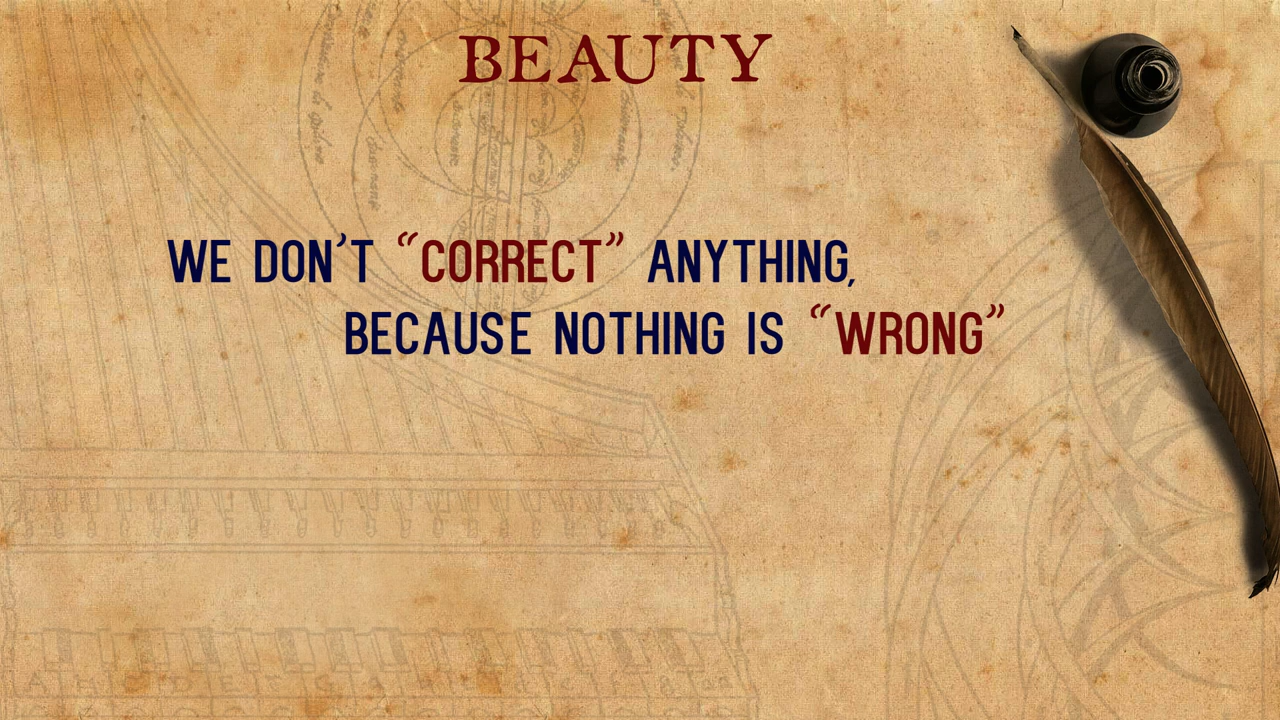 BEAUTY
WE DON’T “CORRECT” ANYTHING,
BECAUSE NOTHING IS “WRONG”